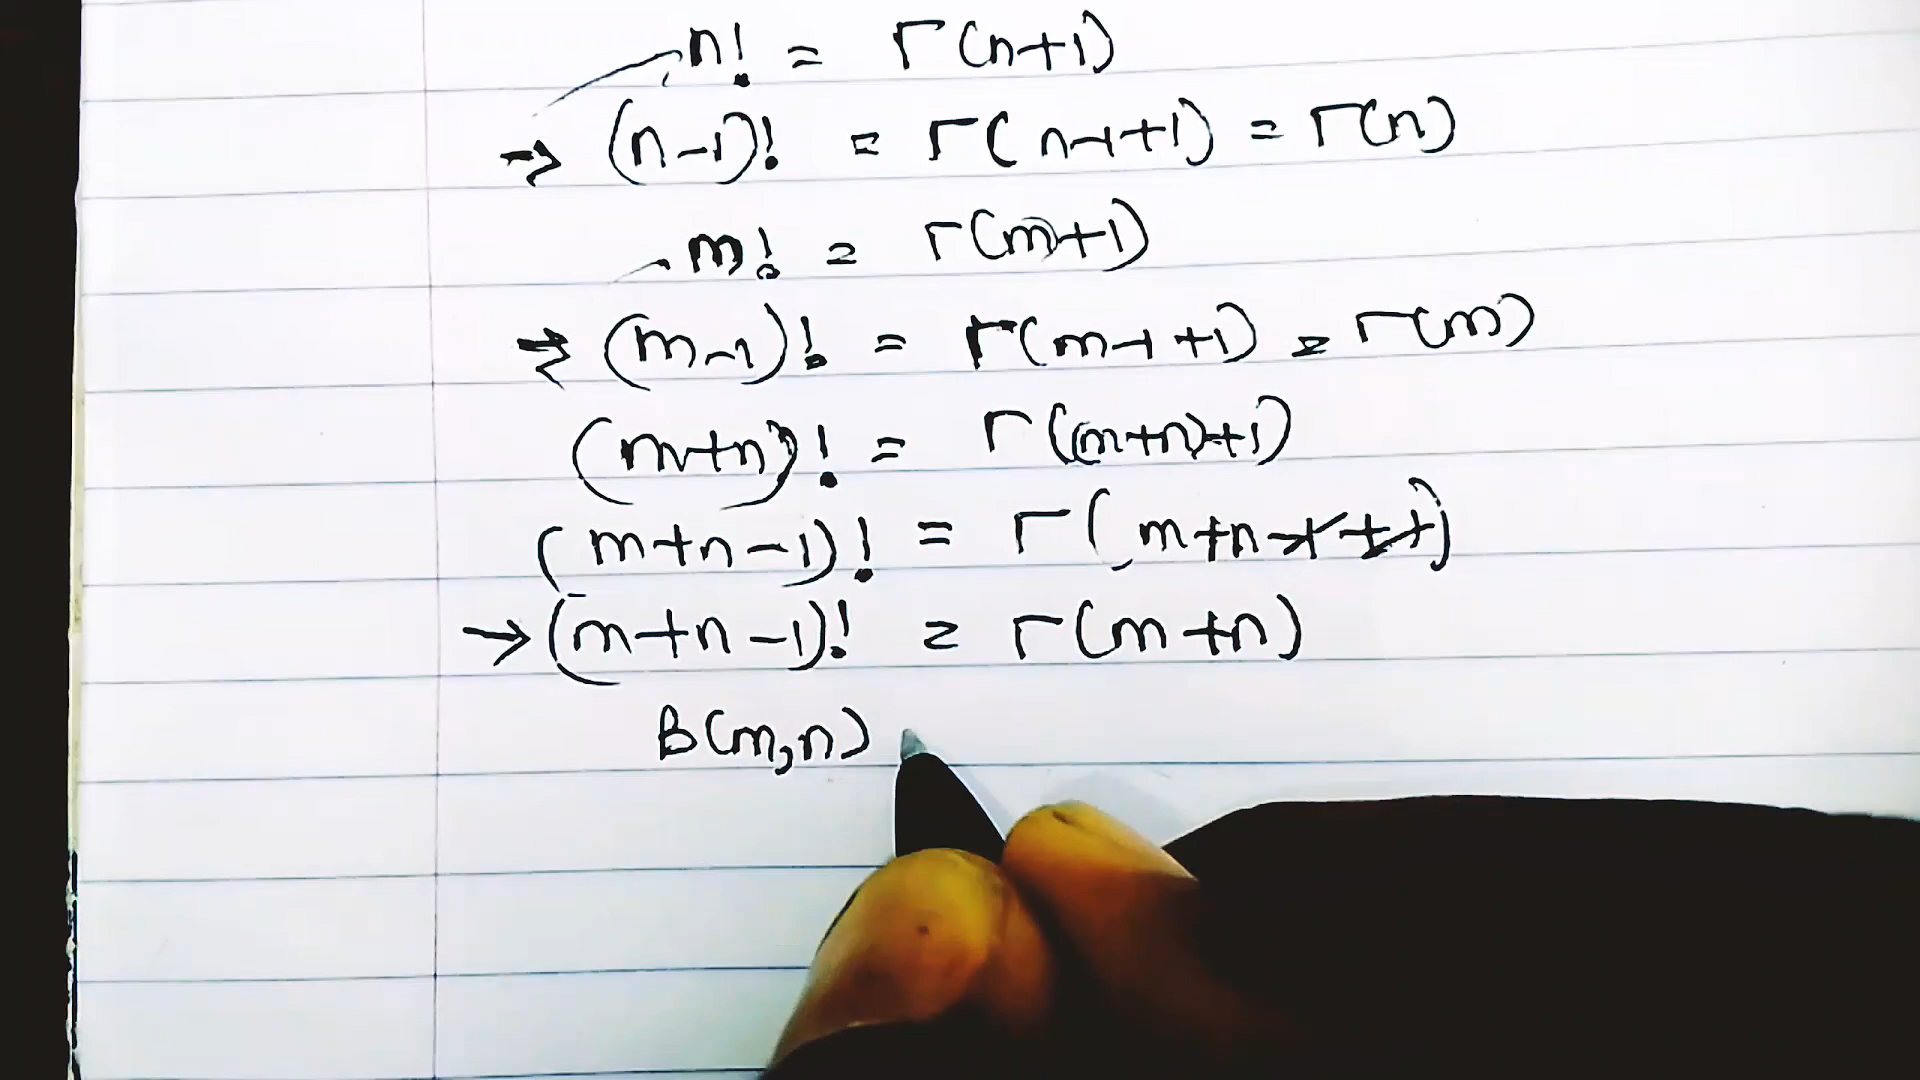 n! = Γ(n+1)
→ (n-1)! = Γ(n-1+1) = Γ(n)
m! = Γ(m+1)
→ (m-1)! = Γ(m-1+1) = Γ(m)
(m+n)! = Γ((m+n)+1)
(m+n-1)! = Γ(m+n-1+1)
→ (m+n-1)! = Γ(m+n)
B(m,n)